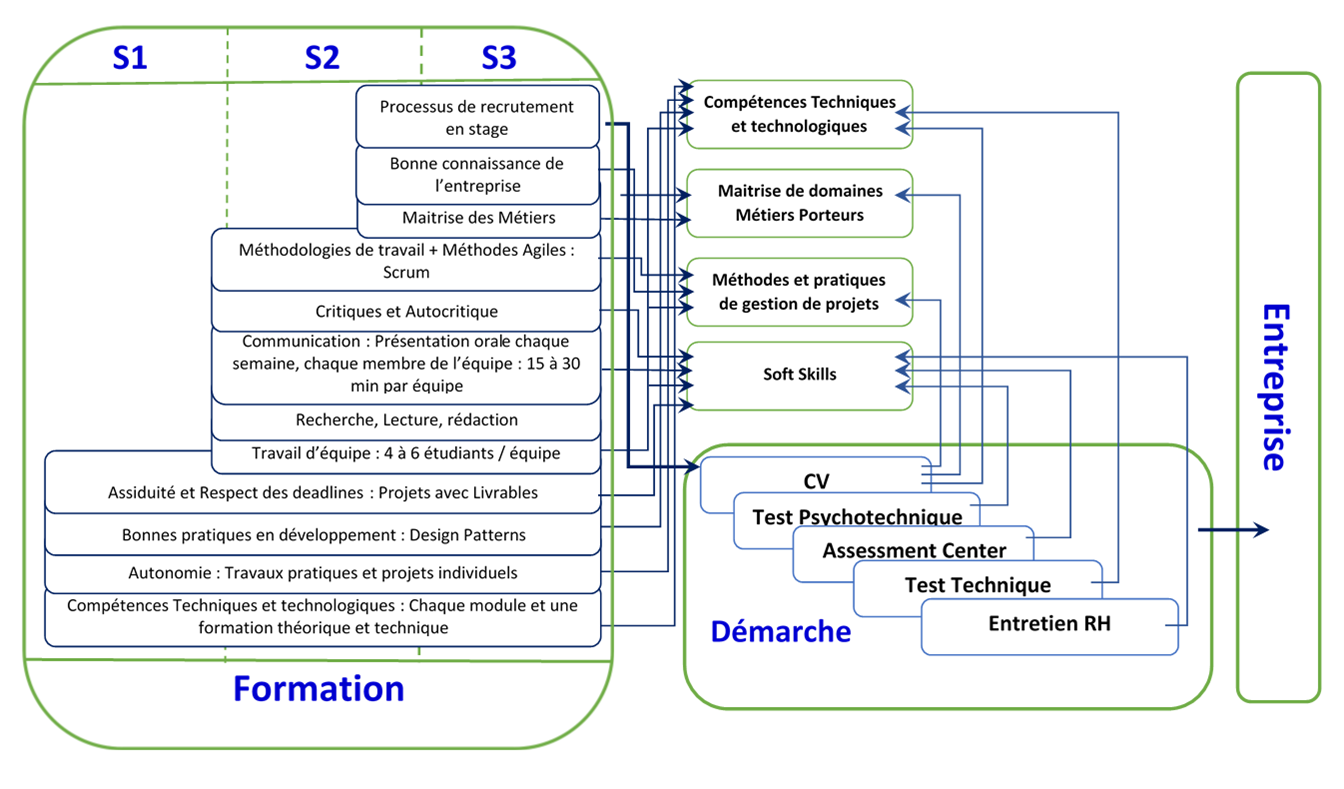 S1
S2
S3
Processus de recrutement
en stage
Bonne connaissance de
l'entreprise
Maitrise des Métiers
Méthodologies de travail + Méthodes Agiles :
Scrum
Critiques et Autocritique
Communication : Présentation orale chaque
semaine, chaque membre de l'équipe : 15 à 30
min par équipe
Recherche, Lecture, rédaction
Travail d'équipe : 4 à 6 étudiants / équipe
Assiduité et Respect des deadlines : Projets avec Livrables
Bonnes pratiques en développement : Design Patterns
Autonomie : Travaux pratiques et projets individuels
Compétences Techniques et technologiques : Chaque module et une
formation théorique et technique
Formation
Compétences Techniques
et technologiques
Maitrise de domaines
Métiers Porteurs
Méthodes et pratiques
de gestion de projets
Soft Skills
CV
Test Psychotechnique
Assessment Center
Test Technique
Entretien RH
Démarche
Entreprise